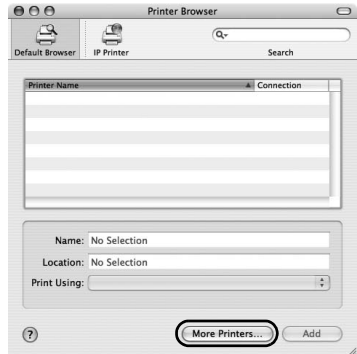 Printer Browser
Default Browser
IP Printer
Search
Printer Name
Connection
Name: No Selection
Location: No Selection
Print Using:
?
More Printers...
Add